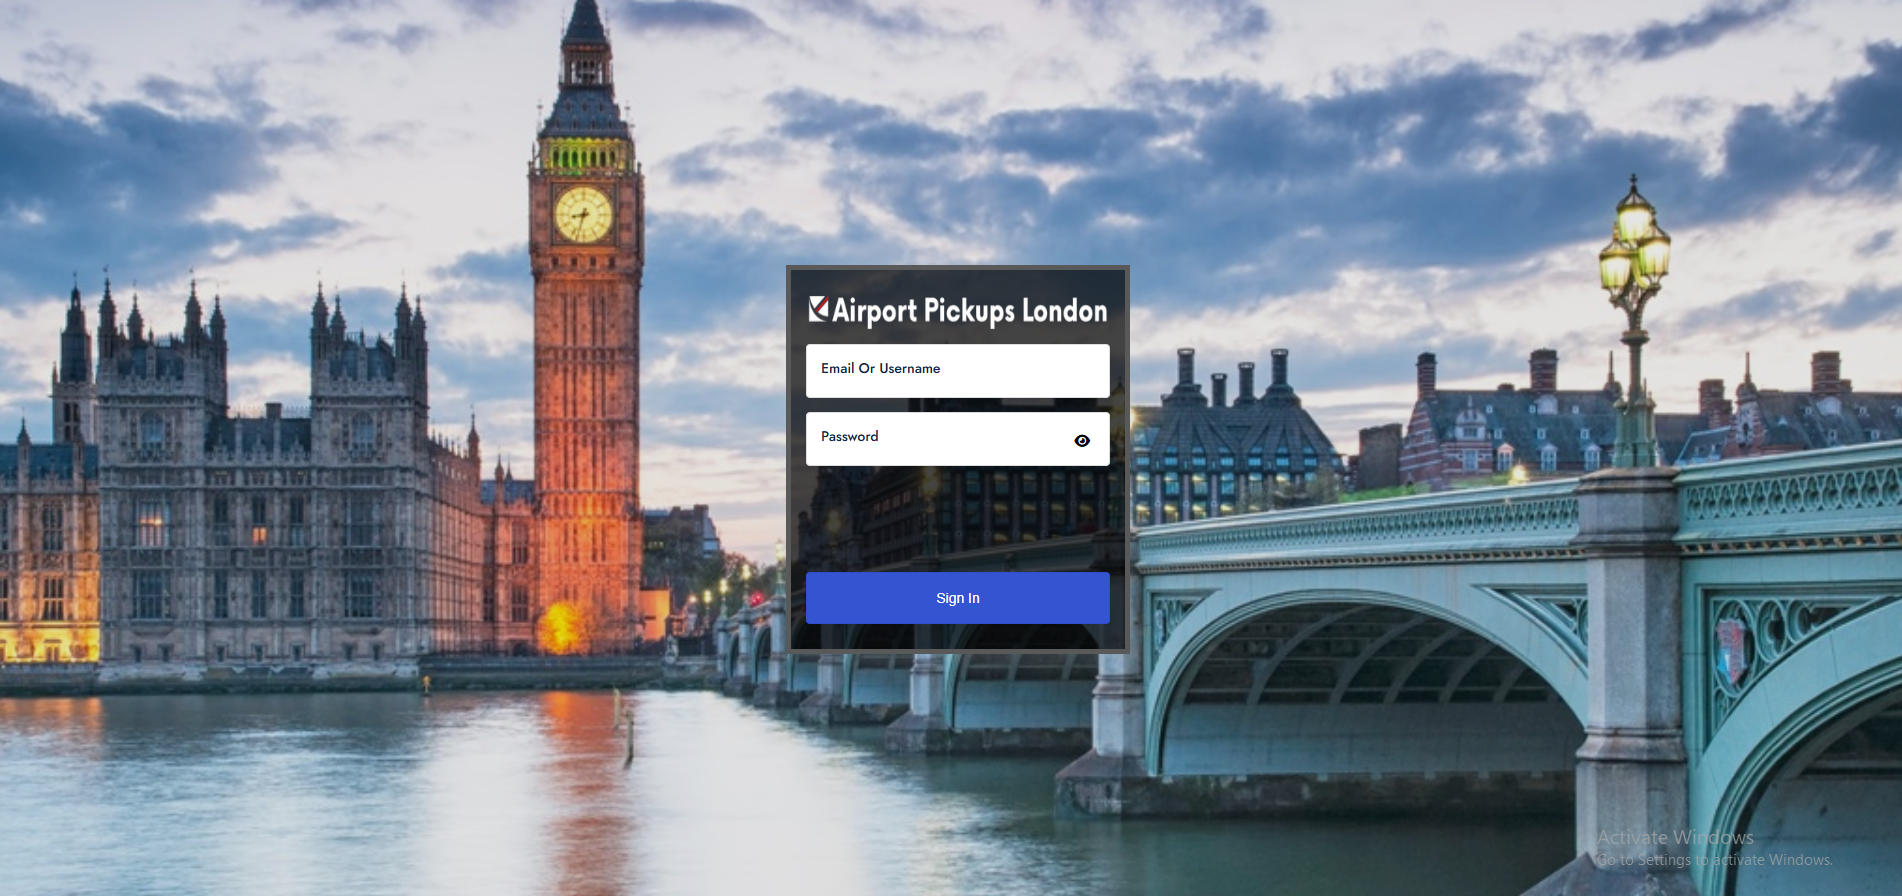 Airport Pickups London
Email Or Username
Password
Sign In
Activate Windows
Go to Settings to activate Windows.